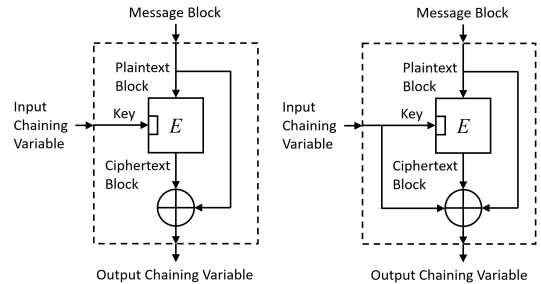 Message Block
Plaintext
Block
Input
Chaining
Variable
Key
E
Ciphertext
Block
Output Chaining Variable
Message Block
Plaintext
Block
Input
Chaining
Variable
Key
E
Ciphertext
Block
Output Chaining Variable